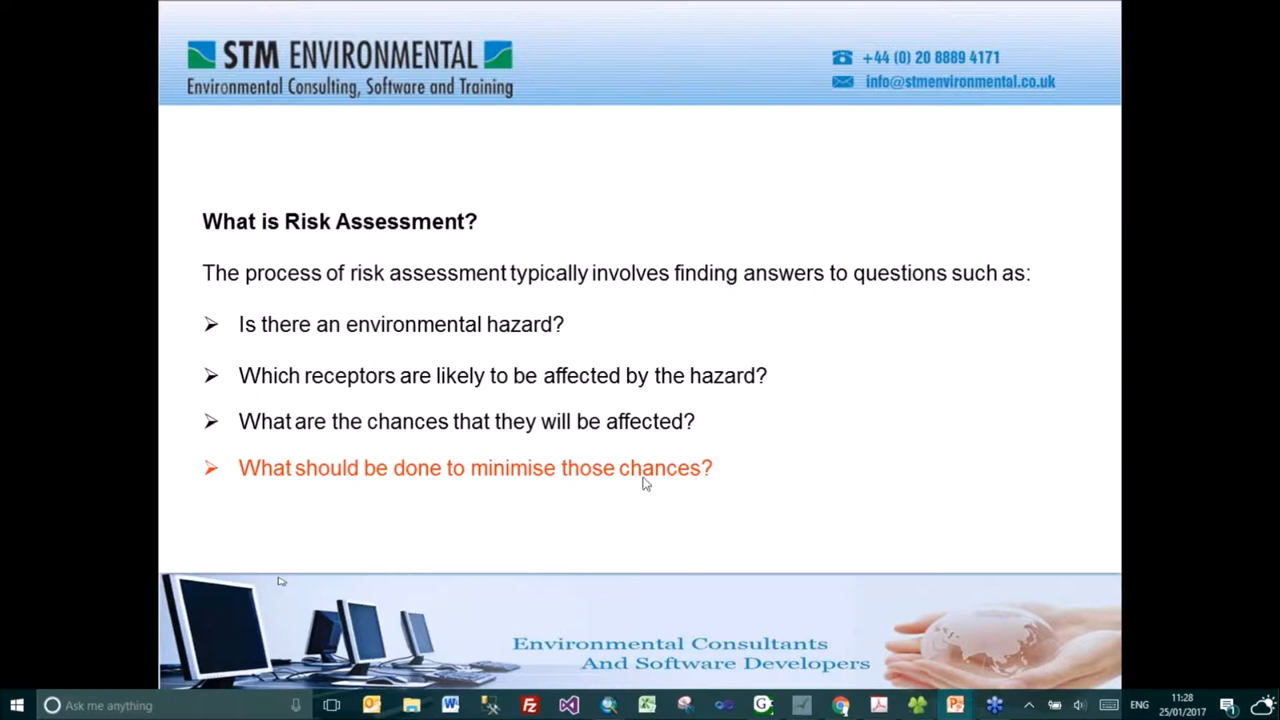 STM ENVIRONMENTAL
Environmental Consulting, Software and Training
+44 (0) 20 8889 4171
info@stmenvironmental.co.uk
What is Risk Assessment?
The process of risk assessment typically involves finding answers to questions such as:
Is there an environmental hazard?
Which receptors are likely to be affected by the hazard?
What are the chances that they will be affected?
What should be done to minimise those chances?
Environmental Consultants
And Software Developers
Ask me anything
ENG
11:28
25/01/2017